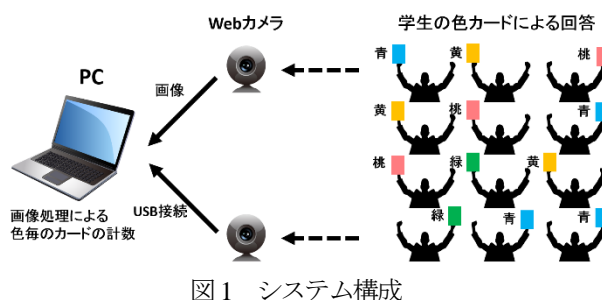 Webカメラ
学生の色カードによる回答
PC
画像
青
黄
桃
黄
桃
青
桃
緑
黄
画像処理による
色毎のカードの計数
USB接続
緑
青
青
図1 システム構成